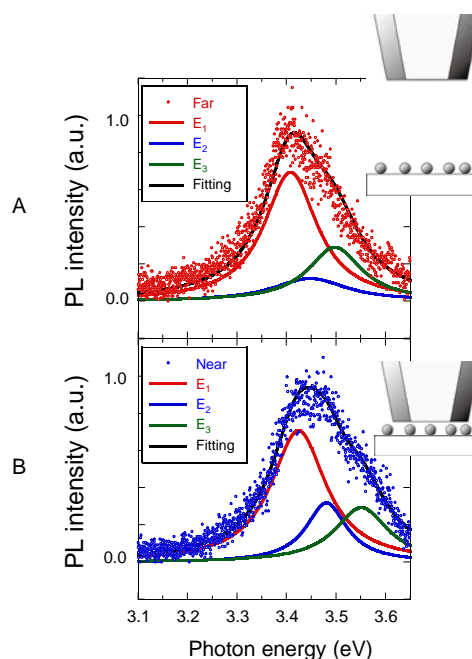 A
PL intensity (a.u.)
1.0
0.0
Far
E₁
E₂
E₃
Fitting
B
PL intensity (a.u.)
1.0
0.0
Near
E₁
E₂
E₃
Fitting
3.1 3.2 3.3 3.4 3.5 3.6
Photon energy (eV)